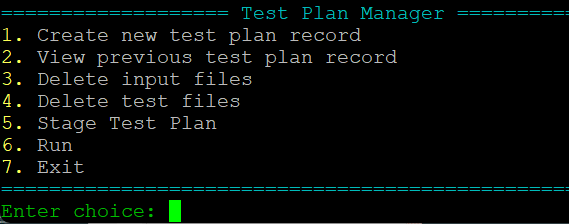 =================== Test Plan Manager ==========
1. Create new test plan record
2. View previous test plan record
3. Delete input files
4. Delete test files
5. Stage Test Plan
6. Run
7. Exit
===============================================
Enter choice: